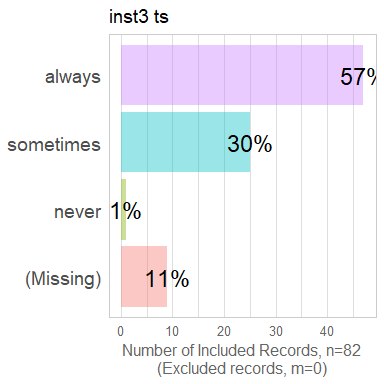 inst3 ts
always
57%
sometimes
30%
never
1%
(Missing)
11%
0 10 20 30 40
Number of Included Records, n=82
(Excluded records, m=0)